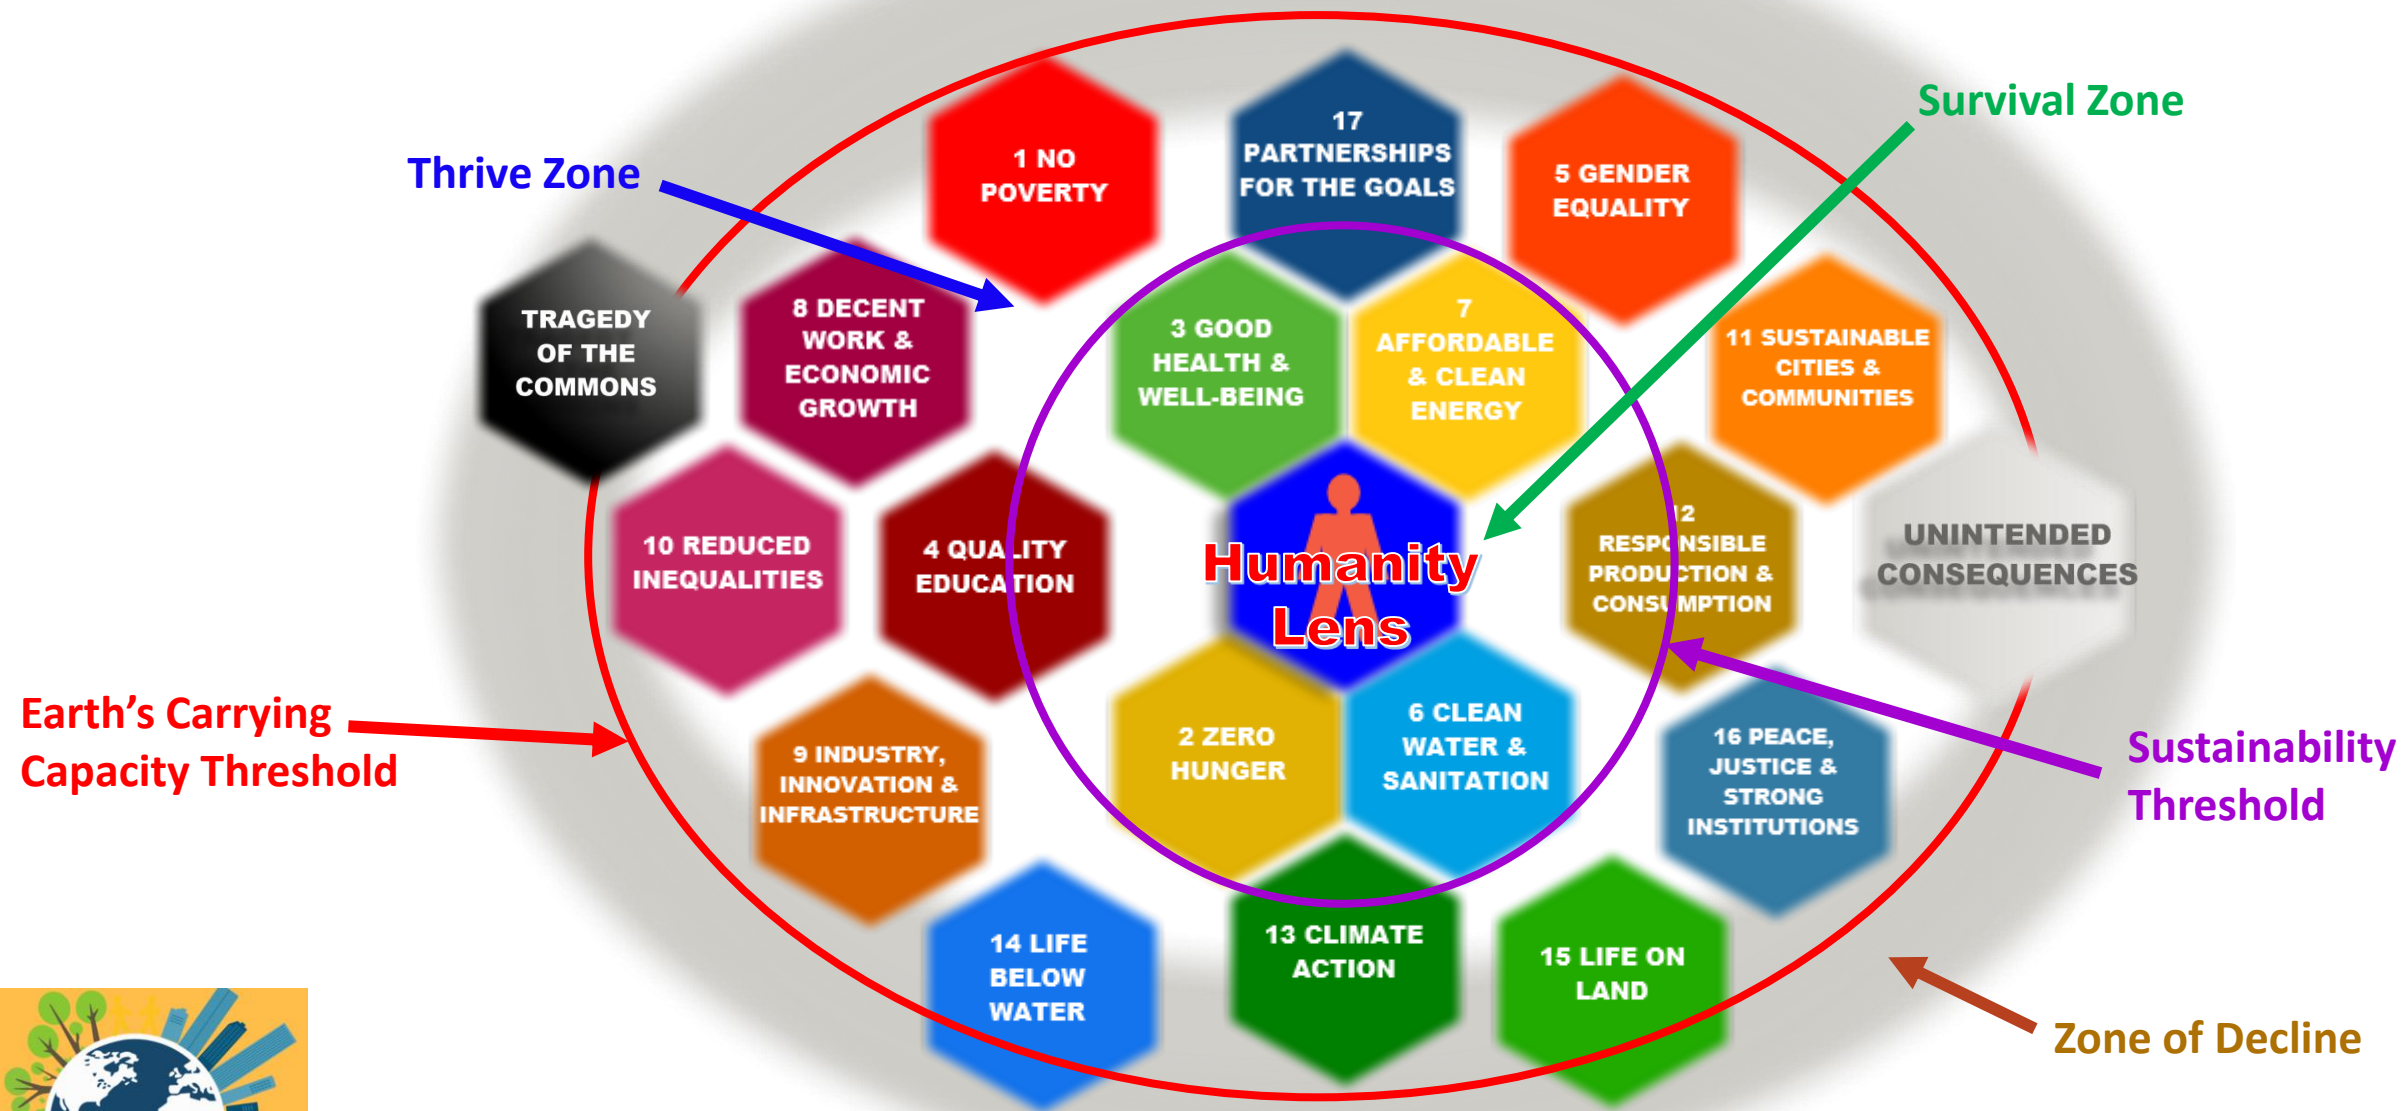 Survival Zone
Thrive Zone
1 NO
POVERTY
17
PARTNERSHIPS
FOR THE GOALS
5 GENDER
EQUALITY
TRAGEDY
OF THE
COMMONS
8 DECENT
WORK &
ECONOMIC
GROWTH
3 GOOD
HEALTH &
WELL-BEING
7
AFFORDABLE
& CLEAN
ENERGY
11 SUSTAINABLE
CITIES &
COMMUNITIES
10 REDUCED
INEQUALITIES
4 QUALITY
EDUCATION
Humanity
Lens
12
RESPONSIBLE
PRODUCTION &
CONSUMPTION
UNINTENDED
CONSEQUENCES
Earth’s Carrying
Capacity Threshold
9 INDUSTRY,
INNOVATION &
INFRASTRUCTURE
2 ZERO
HUNGER
6 CLEAN
WATER &
SANITATION
16 PEACE,
JUSTICE &
STRONG
INSTITUTIONS
Sustainability
Threshold
14 LIFE
BELOW
WATER
13 CLIMATE
ACTION
15 LIFE ON
LAND
Zone of Decline